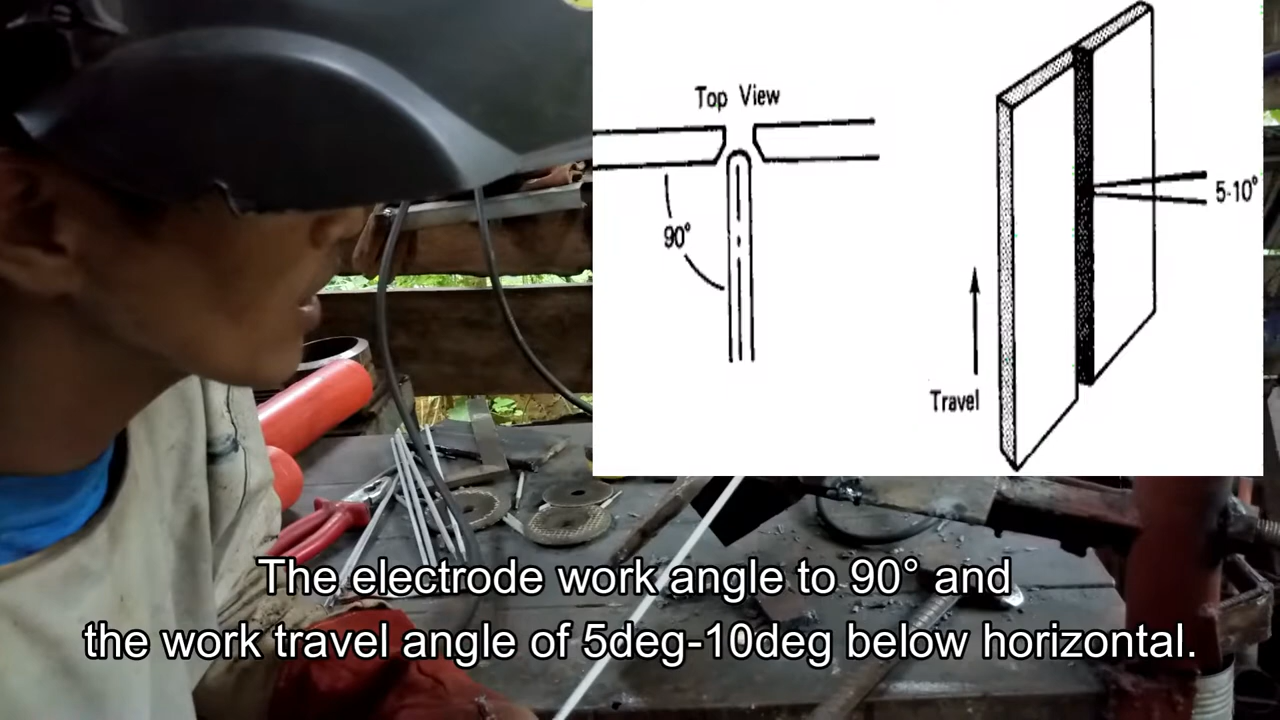 Top View
90°
5-10°
Travel
The electrode work angle to 90° and
the work travel angle of 5deg-10deg below horizontal.